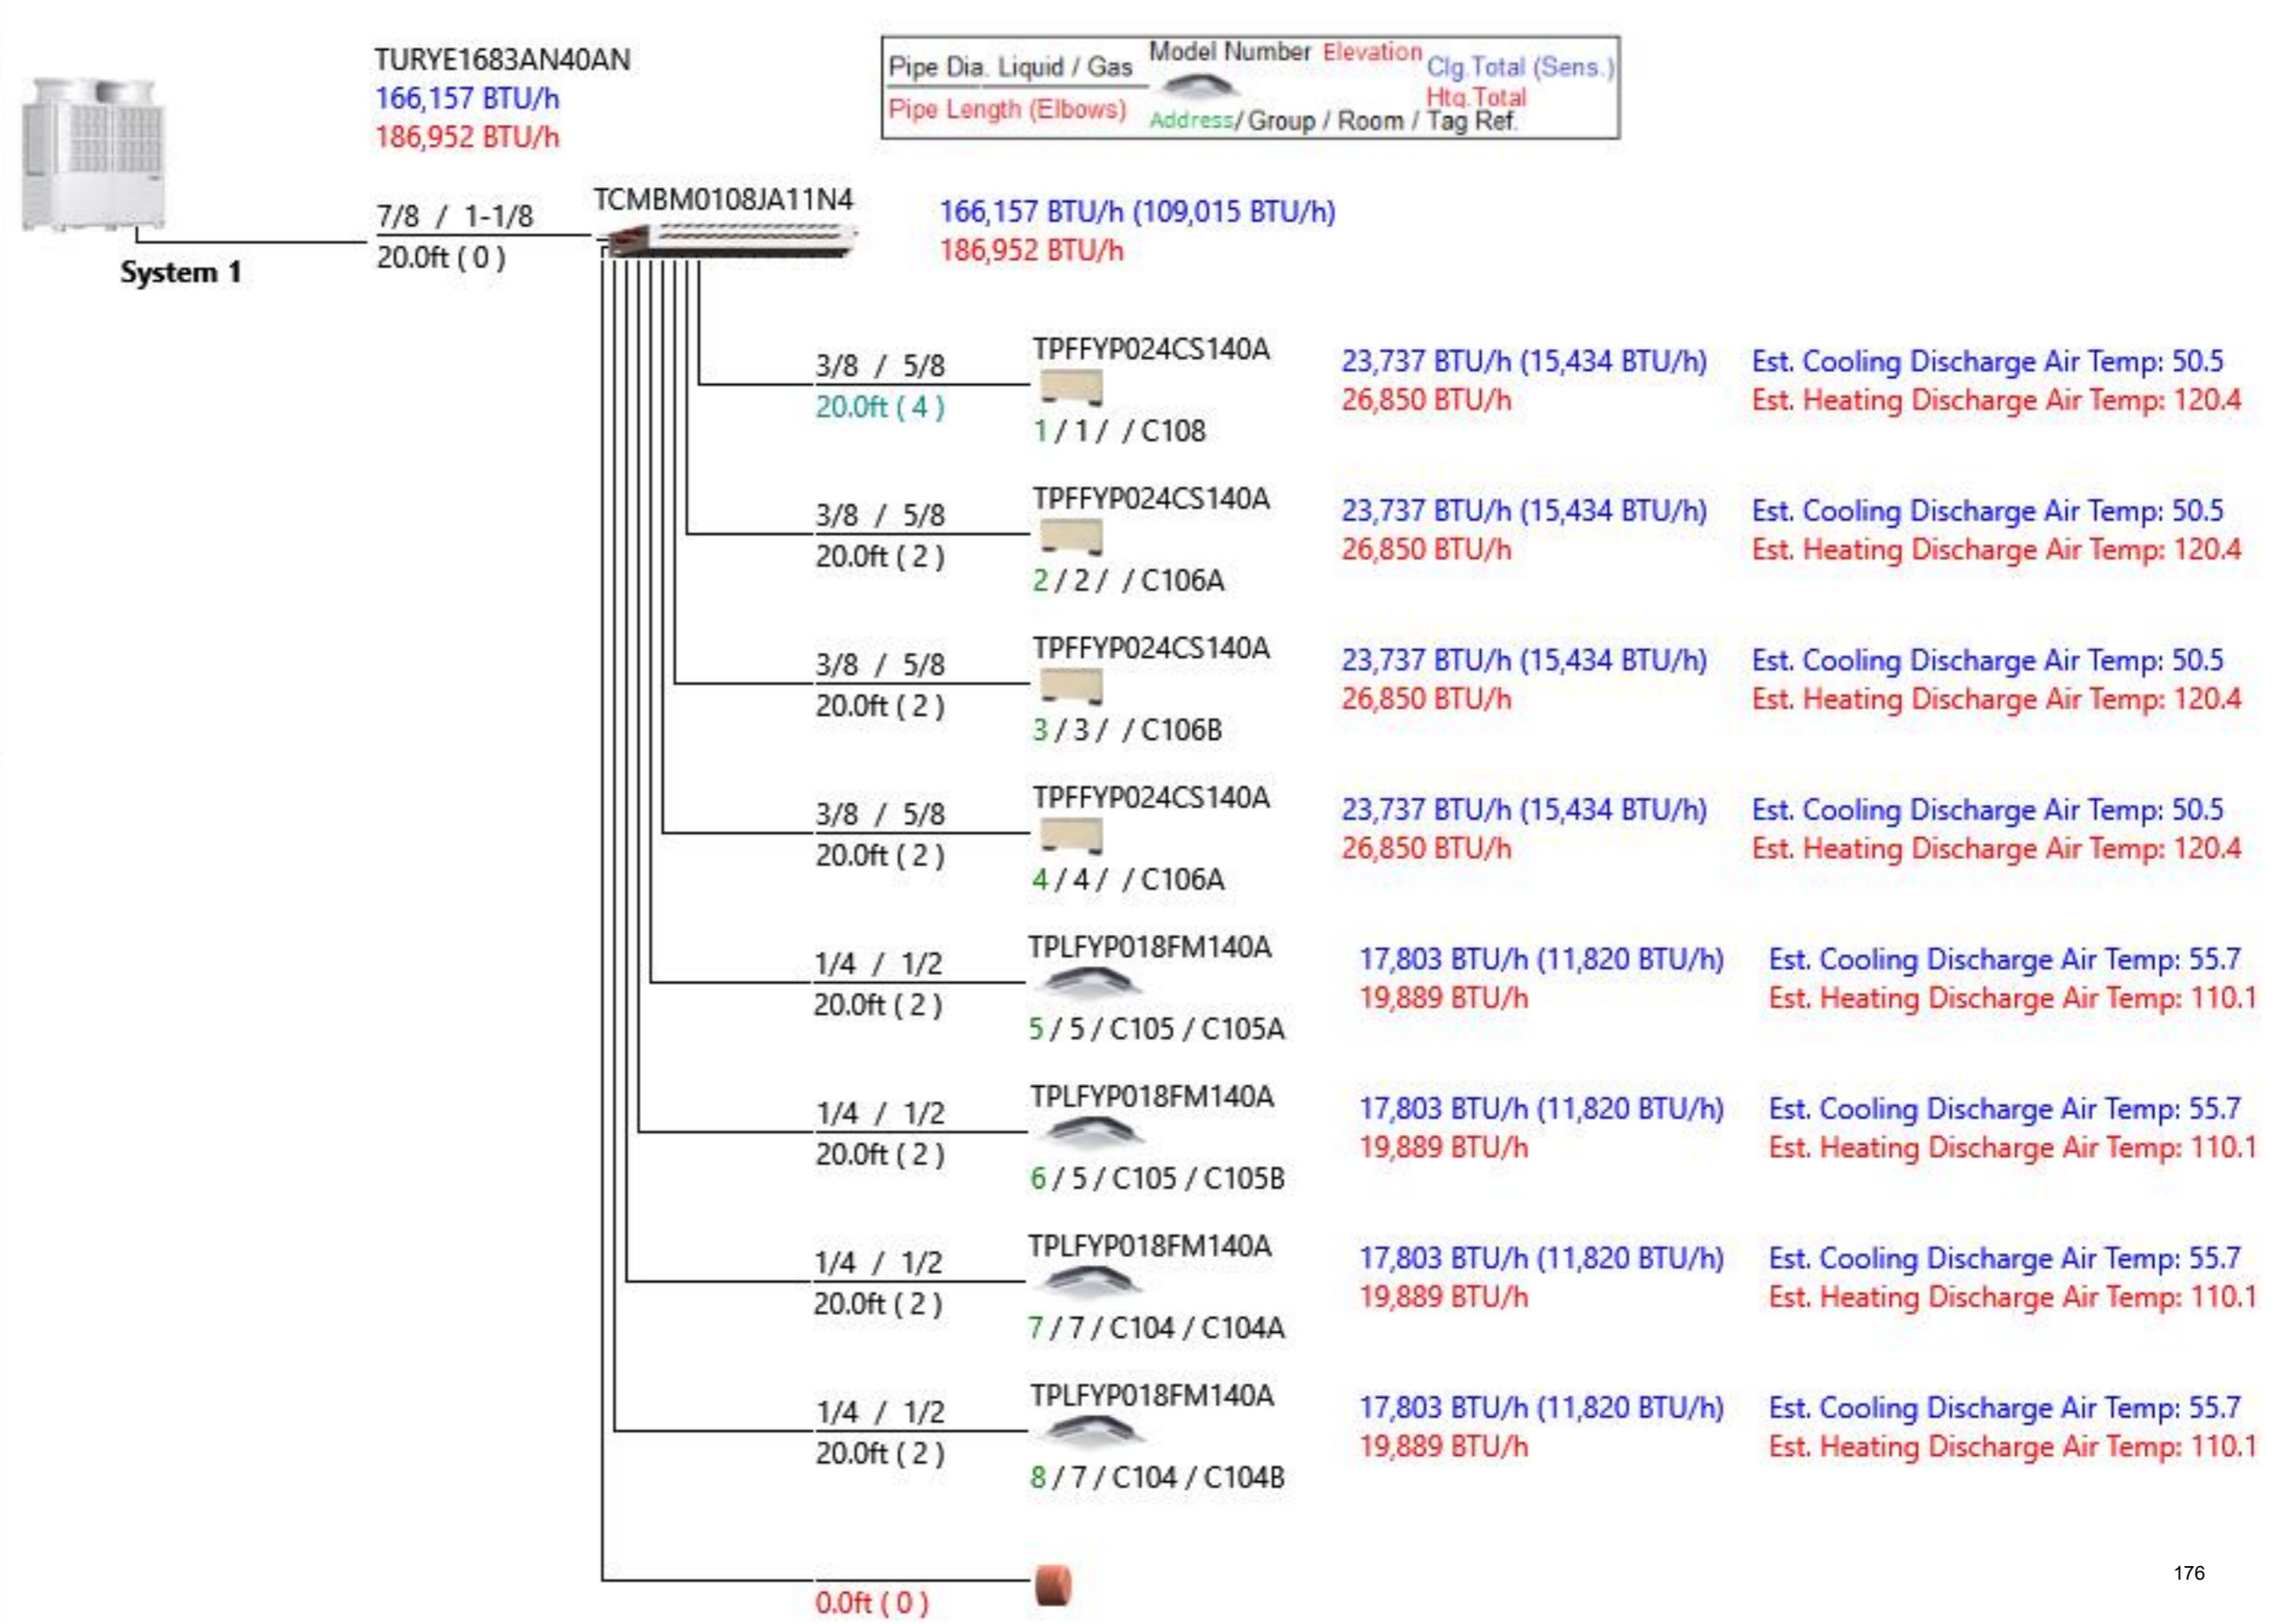 TURYE1683AN40AN
166,157 BTU/h
186,952 BTU/h
Pipe Dia. Liquid / Gas
Pipe Length (Elbows)
Model Number Elevation
Clg.Total (Sens.)
Htg.Total
Address/ Group / Room / Tag Ref.
System 1
7/8 / 1-1/8
20.0ft ( 0 )
TCMBM0108JA11N4
166,157 BTU/h (109,015 BTU/h)
186,952 BTU/h
3/8 / 5/8
20.0ft ( 4 )
TPFFYP024CS140A
1 / 1 / / C108
23,737 BTU/h (15,434 BTU/h)
26,850 BTU/h
Est. Cooling Discharge Air Temp: 50.5
Est. Heating Discharge Air Temp: 120.4
3/8 / 5/8
20.0ft ( 2 )
TPFFYP024CS140A
2 / 2 / / C106A
23,737 BTU/h (15,434 BTU/h)
26,850 BTU/h
Est. Cooling Discharge Air Temp: 50.5
Est. Heating Discharge Air Temp: 120.4
3/8 / 5/8
20.0ft ( 2 )
TPFFYP024CS140A
3 / 3 / / C106B
23,737 BTU/h (15,434 BTU/h)
26,850 BTU/h
Est. Cooling Discharge Air Temp: 50.5
Est. Heating Discharge Air Temp: 120.4
3/8 / 5/8
20.0ft ( 2 )
TPFFYP024CS140A
4 / 4 / / C106A
23,737 BTU/h (15,434 BTU/h)
26,850 BTU/h
Est. Cooling Discharge Air Temp: 50.5
Est. Heating Discharge Air Temp: 120.4
1/4 / 1/2
20.0ft ( 2 )
TPLFYP018FM140A
5 / 5 / C105 / C105A
17,803 BTU/h (11,820 BTU/h)
19,889 BTU/h
Est. Cooling Discharge Air Temp: 55.7
Est. Heating Discharge Air Temp: 110.1
1/4 / 1/2
20.0ft ( 2 )
TPLFYP018FM140A
6 / 5 / C105 / C105B
17,803 BTU/h (11,820 BTU/h)
19,889 BTU/h
Est. Cooling Discharge Air Temp: 55.7
Est. Heating Discharge Air Temp: 110.1
1/4 / 1/2
20.0ft ( 2 )
TPLFYP018FM140A
7 / 7 / C104 / C104A
17,803 BTU/h (11,820 BTU/h)
19,889 BTU/h
Est. Cooling Discharge Air Temp: 55.7
Est. Heating Discharge Air Temp: 110.1
1/4 / 1/2
20.0ft ( 2 )
TPLFYP018FM140A
8 / 7 / C104 / C104B
17,803 BTU/h (11,820 BTU/h)
19,889 BTU/h
Est. Cooling Discharge Air Temp: 55.7
Est. Heating Discharge Air Temp: 110.1
0.0ft ( 0 )
176